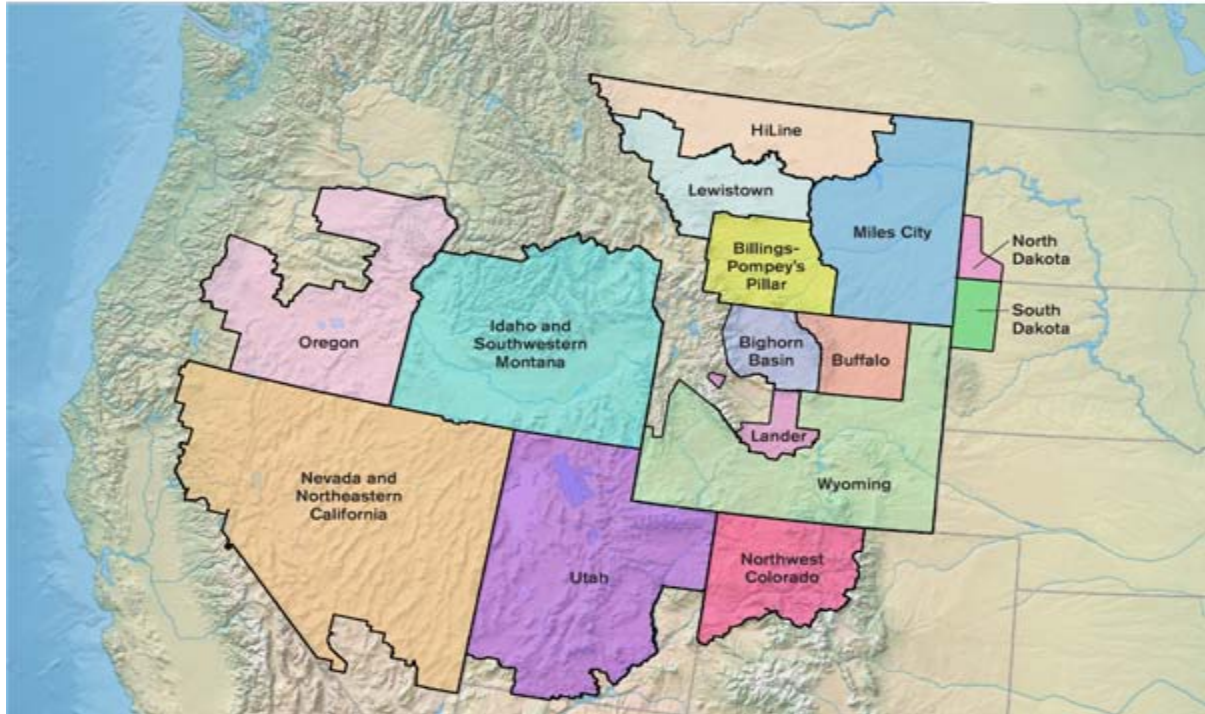 HiLine
Lewistown
Miles City
North
Dakota
Billings-
Pompey's
Pillar
South
Dakota
Oregon
Idaho and
Southwestern
Montana
Bighorn
Basin
Buffalo
Lander
Nevada and
Northeastern
California
Wyoming
Utah
Northwest
Colorado